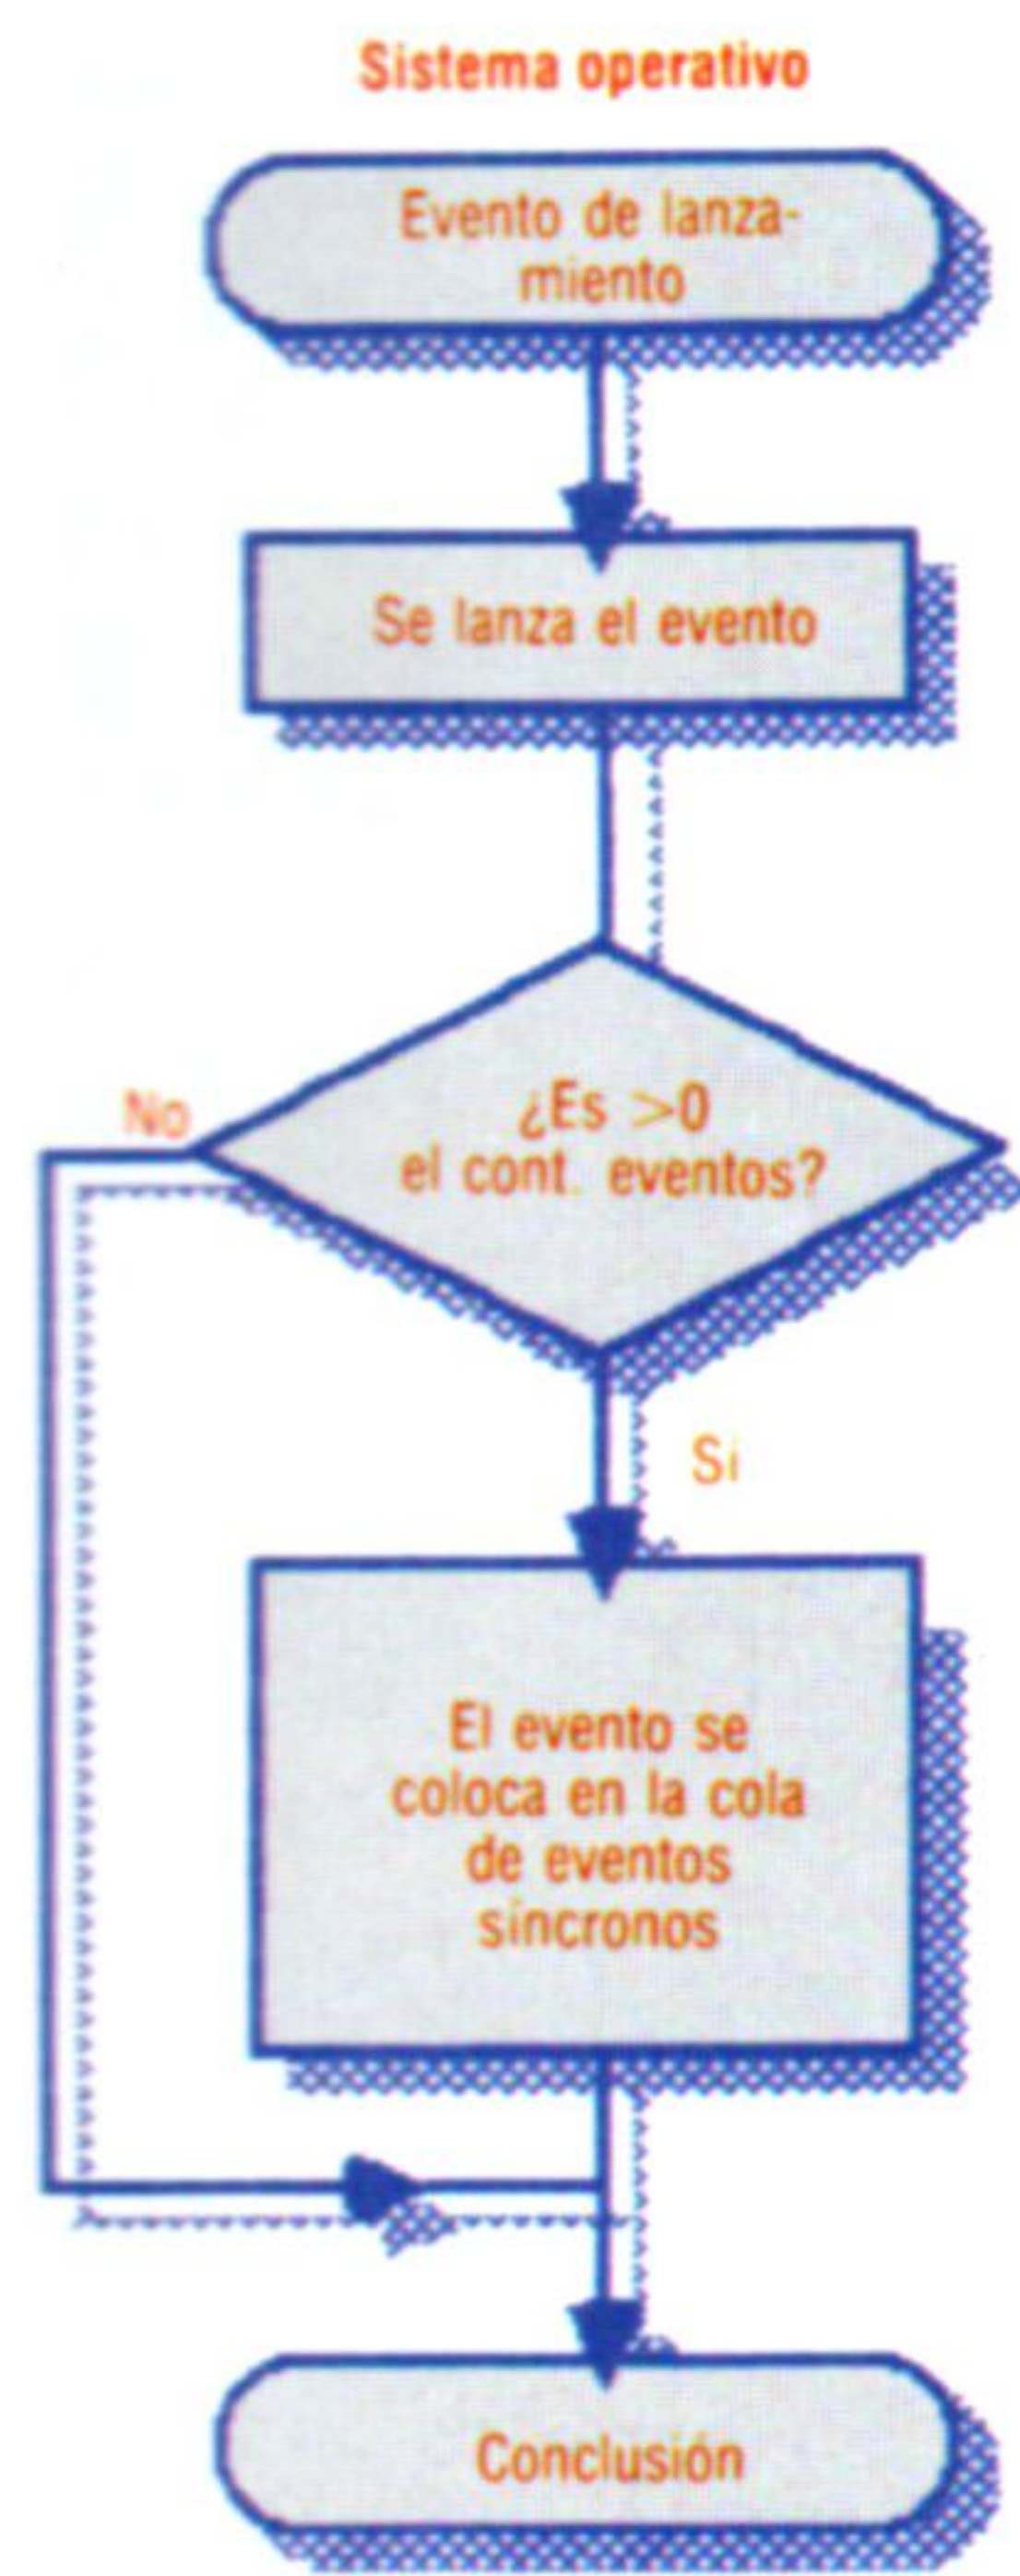 Sistema operativo
Evento de lanza-
miento
Se lanza el evento
¿Es >0
el cont. eventos?
No
Sí
El evento se
coloca en la cola
de eventos
síncronos
Conclusión